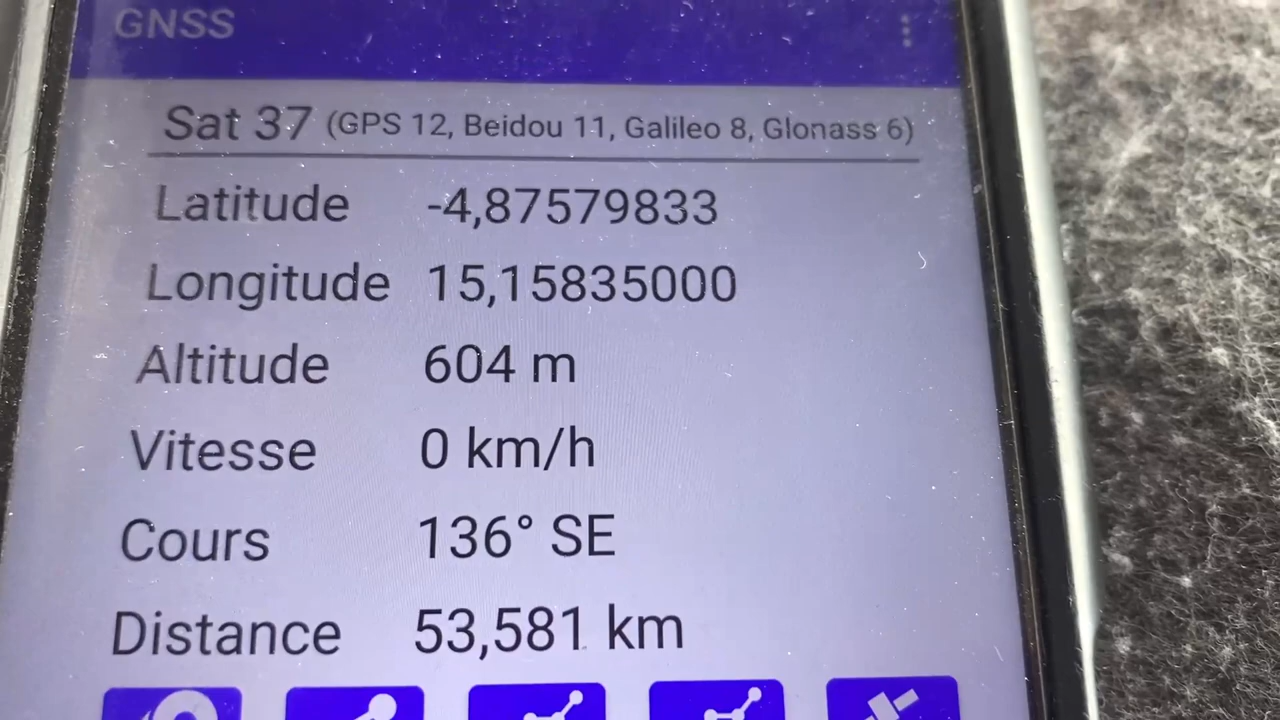 GNSS
Sat 37 (GPS 12, Beidou 11, Galileo 8, Glonass 6)
Latitude -4,87579833
Longitude 15,15835000
Altitude 604 m
Vitesse 0 km/h
Cours 136° SE
Distance 53,581 km